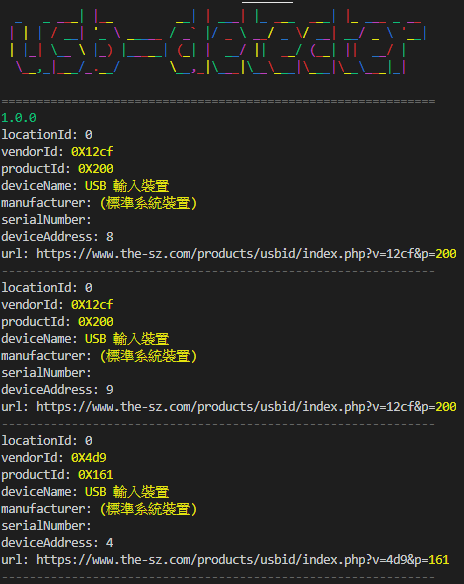 1.0.0
locationId: 0
vendorId: 0X12cf
productId: 0X200
deviceName: USB 輸入裝置
manufacturer: (標準系統裝置)
serialNumber:
deviceAddress: 8
url: https://www.the-sz.com/products/usbid/index.php?v=12cf&p=200
locationId: 0
vendorId: 0X12cf
productId: 0X200
deviceName: USB 輸入裝置
manufacturer: (標準系統裝置)
serialNumber:
deviceAddress: 9
url: https://www.the-sz.com/products/usbid/index.php?v=12cf&p=200
locationId: 0
vendorId: 0X4d9
productId: 0X161
deviceName: USB 輸入裝置
manufacturer: (標準系統裝置)
serialNumber:
deviceAddress: 4
url: https://www.the-sz.com/products/usbid/index.php?v=4d9&p=161